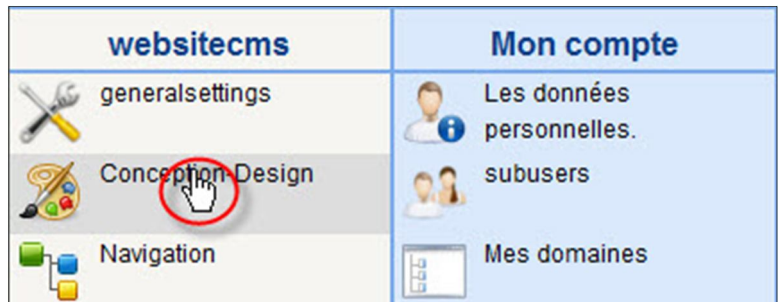 websitecms
Mon compte
generalsettings
Les données
personnelles.
Conception-Design
subusers
Navigation
Mes domaines